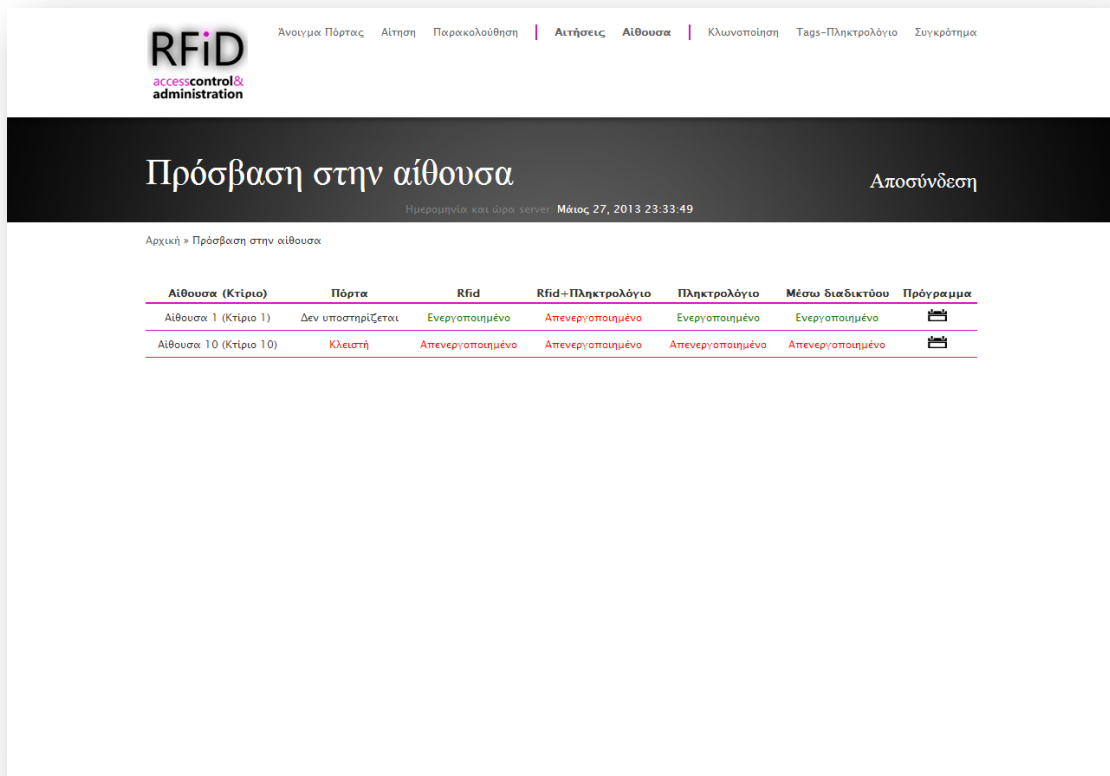 RFiD
accesscontrol&
administration
Άνοιγμα Πόρτας Αίτηση Παρακολούθηση Αιτήσεις Αίθουσα Κλωνοποίηση Tags-Πληκτρολόγιο Συγκρότημα
Πρόσβαση στην αίθουσα
Αποσύνδεση
Ημερομηνία και ώρα server: Μάιος 27, 2013 23:33:49
Αρχική » Πρόσβαση στην αίθουσα
Αίθουσα (Κτίριο) Πόρτα Rfid Rfid+Πληκτρολόγιο Πληκτρολόγιο Μέσω διαδικτύου Πρόγραμμα
Αίθουσα 1 (Κτίριο 1) Δεν υποστηρίζεται Ενεργοποιημένο Απενεργοποιημένο Ενεργοποιημένο Ενεργοποιημένο
Αίθουσα 10 (Κτίριο 10) Κλειστή Απενεργοποιημένο Απενεργοποιημένο Απενεργοποιημένο Απενεργοποιημένο